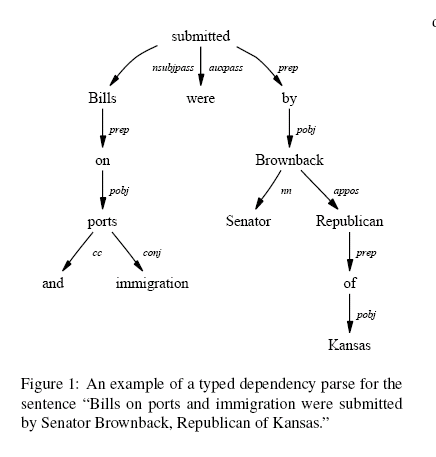 submitted
nsubjpass auxpass prep
Bills were by
prep pobj
on Brownback
pobj nn appos
ports Senator Republican
cc conj prep
and immigration of
pobj
Kansas
Figure 1: An example of a typed dependency parse for the
sentence “Bills on ports and immigration were submitted
by Senator Brownback, Republican of Kansas.”